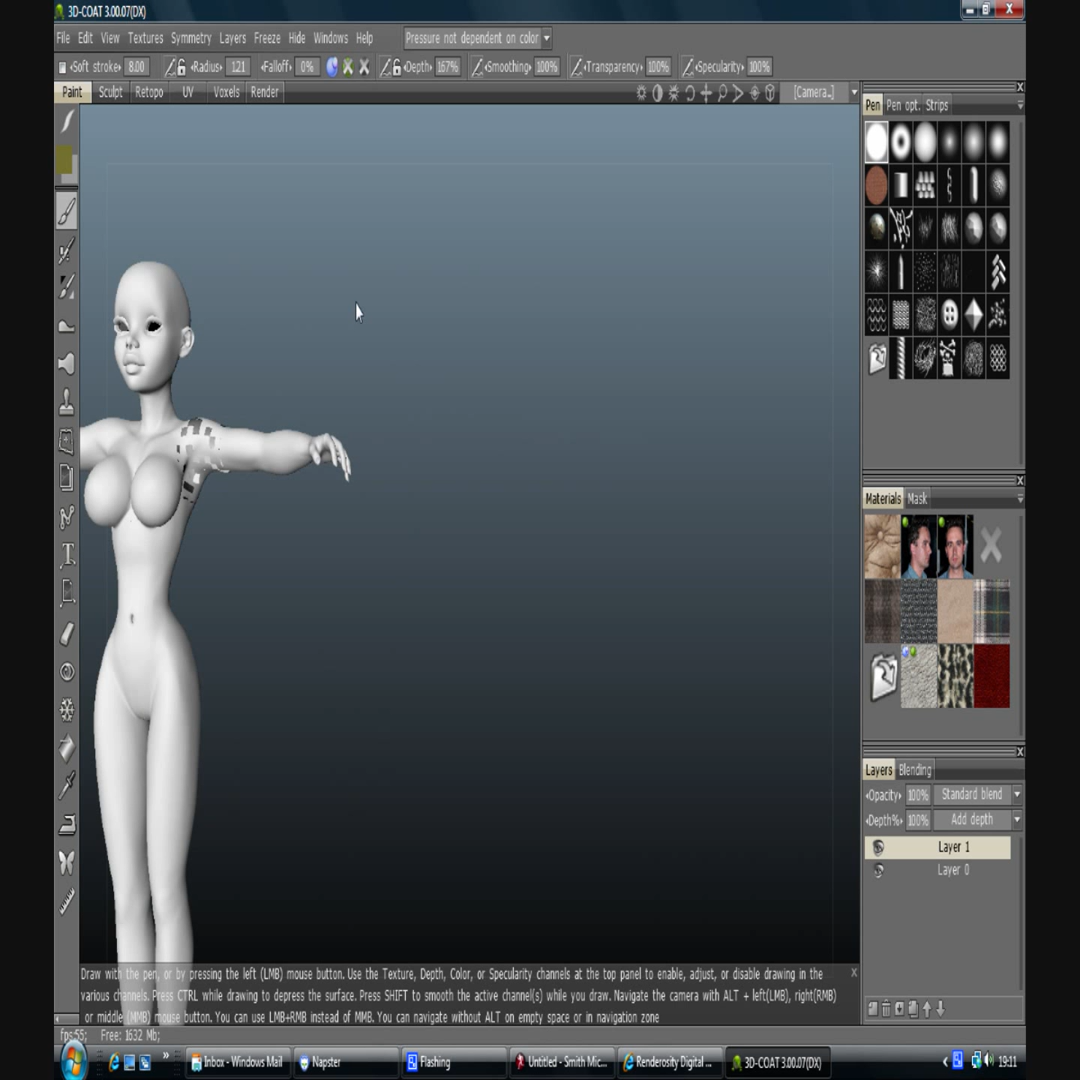 3D-COAT 3.00.07(DX)
File Edit View Textures Symmetry Layers Freeze Hide Windows Help Pressure not dependent on color
Soft stroke 8.00 Radius 121 Falloff 0% Depth 167% Smoothing 100% Transparency 100% Specularity 100%
Paint Sculpt Retopo UV Voxels Render [Camera..]
Pen Pen opt. Strips
Materials Mask
Layers Blending
Opacity 100% Standard blend
Depth% 100% Add depth
Layer 1
Layer 0
Draw with the pen, or by pressing the left (LMB) mouse button. Use the Texture, Depth, Color, or Specularity channels at the top panel to enable, adjust, or disable drawing in the
various channels. Press CTRL while drawing to depress the surface. Press SHIFT to smooth the active channel(s) while you draw. Navigate the camera with ALT + left(LMB), right(RMB)
or middle (MMB) mouse button. You can use LMB+RMB instead of MMB. You can navigate without ALT on empty space or in navigation zone
fps:55; Free: 1632 Mb;
Inbox - Windows Mail Napster Flashing Untitled - Smith Mic... Renderosity Digital ... 3D-COAT 3.00.07(DX) 19:11